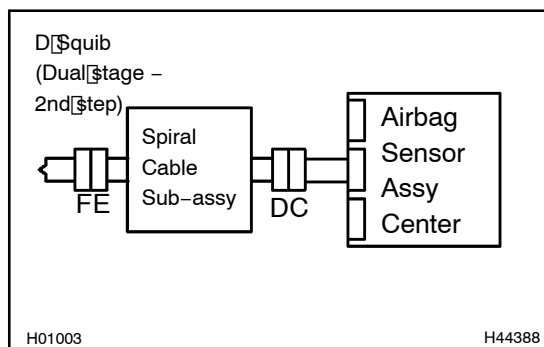 D Squib
(Dual stage –
2nd step)
Spiral
Cable
Sub–assy
FE
DC
Airbag
Sensor
Assy
Center
H01003
H44388